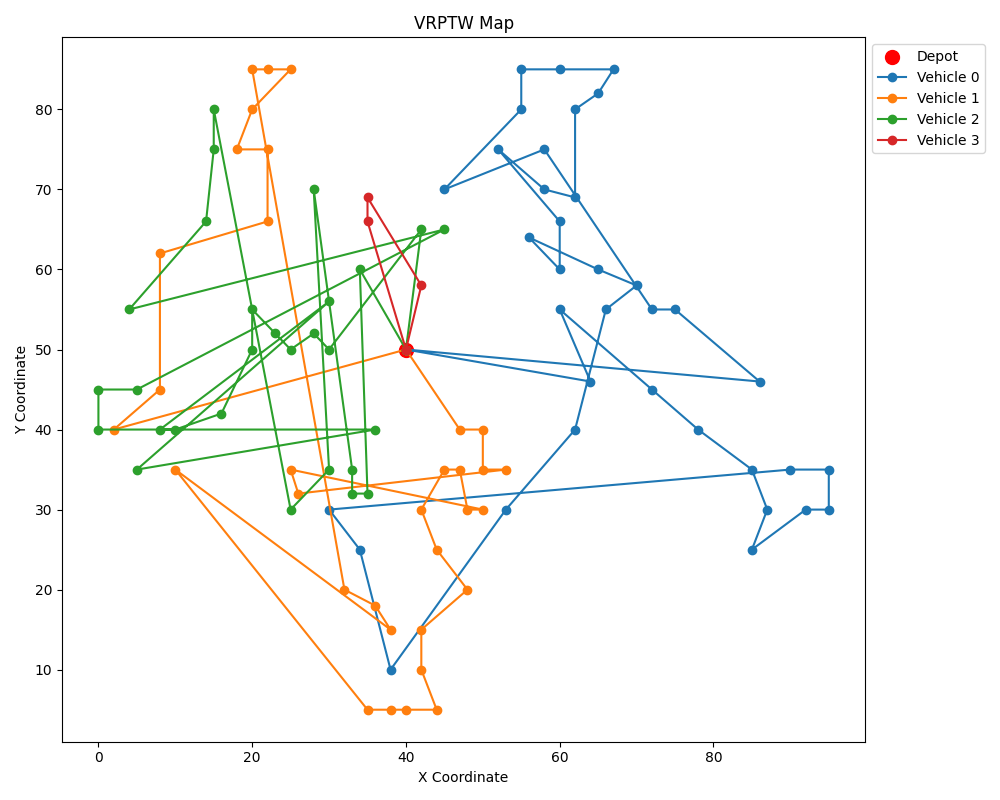 VRPTW Map
Depot
Vehicle 0
Vehicle 1
Vehicle 2
Vehicle 3
Y Coordinate
80
70
60
50
40
30
20
10
0
20
40
60
80
X Coordinate